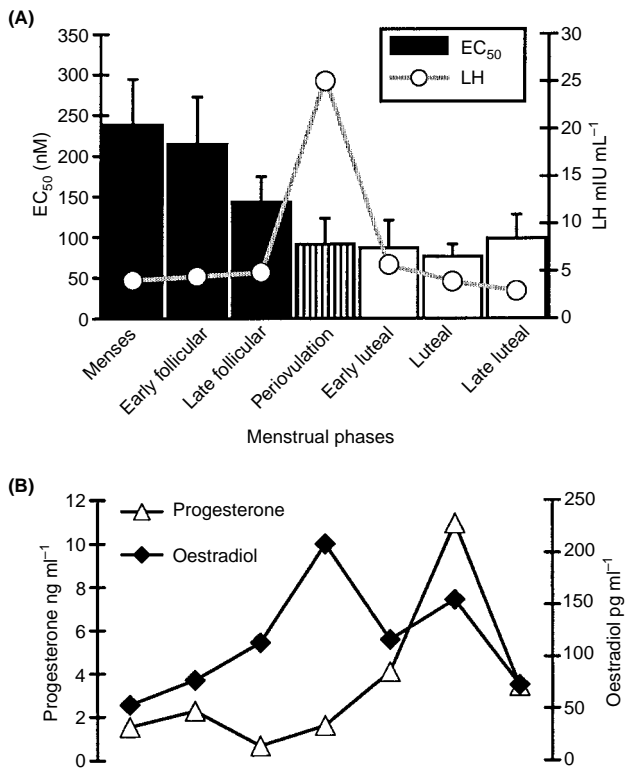 (A)
EC50 (nM)
350
300
250
200
150
100
50
0
EC50
LH
30
25
20
15
10
5
0
LH mIU mL−1
Menses
Early follicular
Late follicular
Periovulation
Early luteal
Luteal
Late luteal
Menstrual phases
(B)
Progesterone ng ml−1
12
10
8
6
4
2
0
Progesterone
Oestradiol
250
200
150
100
50
0
Oestradiol pg ml−1